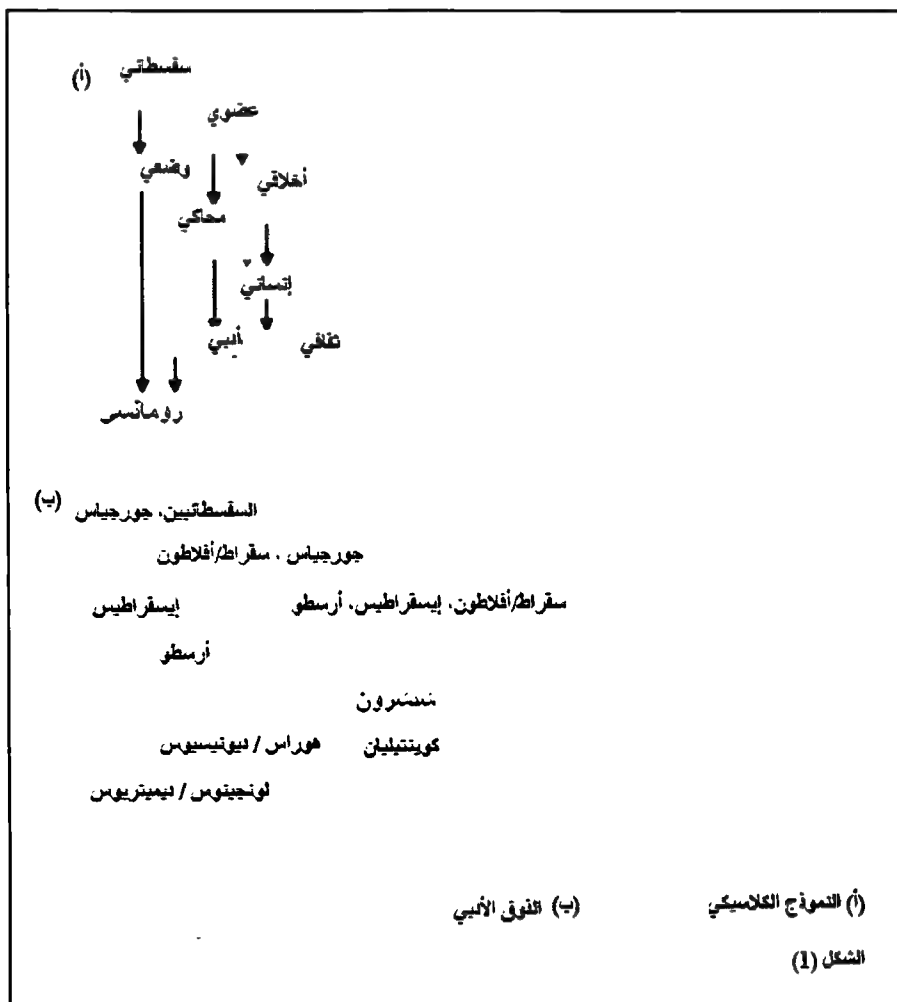 (أ) سفسطائي
عضوي
وضعي
أخلاقي
محاكي
إنساني
أدبي
ثقافي
رومانسي
(ب) السفسطائيين، جورجياس
جورجياس، سقراط/أفلاطون
سقراط/أفلاطون، إيسقراطيس، أرسطو إيسقراطيس
أرسطو
شيشرون
كوينتيليان هوراس / ديونيسيوس
لونجينوس / ديميتريوس
(أ) النموذج الكلاسيكي (ب) الذوق الأدبي
الشكل (1)